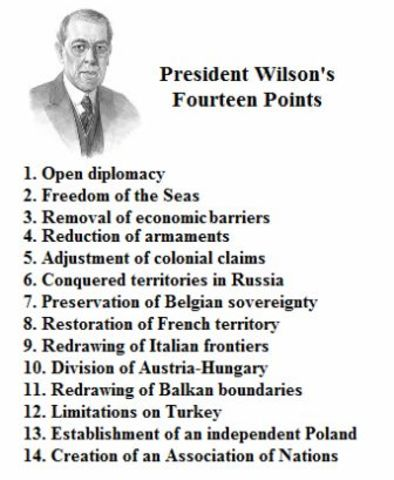 President Wilson's
Fourteen Points
1. Open diplomacy
2. Freedom of the Seas
3. Removal of economic barriers
4. Reduction of armaments
5. Adjustment of colonial claims
6. Conquered territories in Russia
7. Preservation of Belgian sovereignty
8. Restoration of French territory
9. Redrawing of Italian frontiers
10. Division of Austria-Hungary
11. Redrawing of Balkan boundaries
12. Limitations on Turkey
13. Establishment of an independent Poland
14. Creation of an Association of Nations